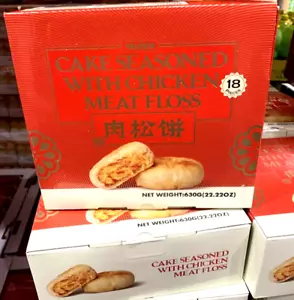 CAKE SEASONED
WITH CHICKEN
MEAT FLOSS
18
肉松饼
NET WEIGHT:630G(22.22OZ)
NET WEIGHT:630G(22.22OZ)
CAKE SEASONED
WITH CHICKEN
MEAT FLOSS